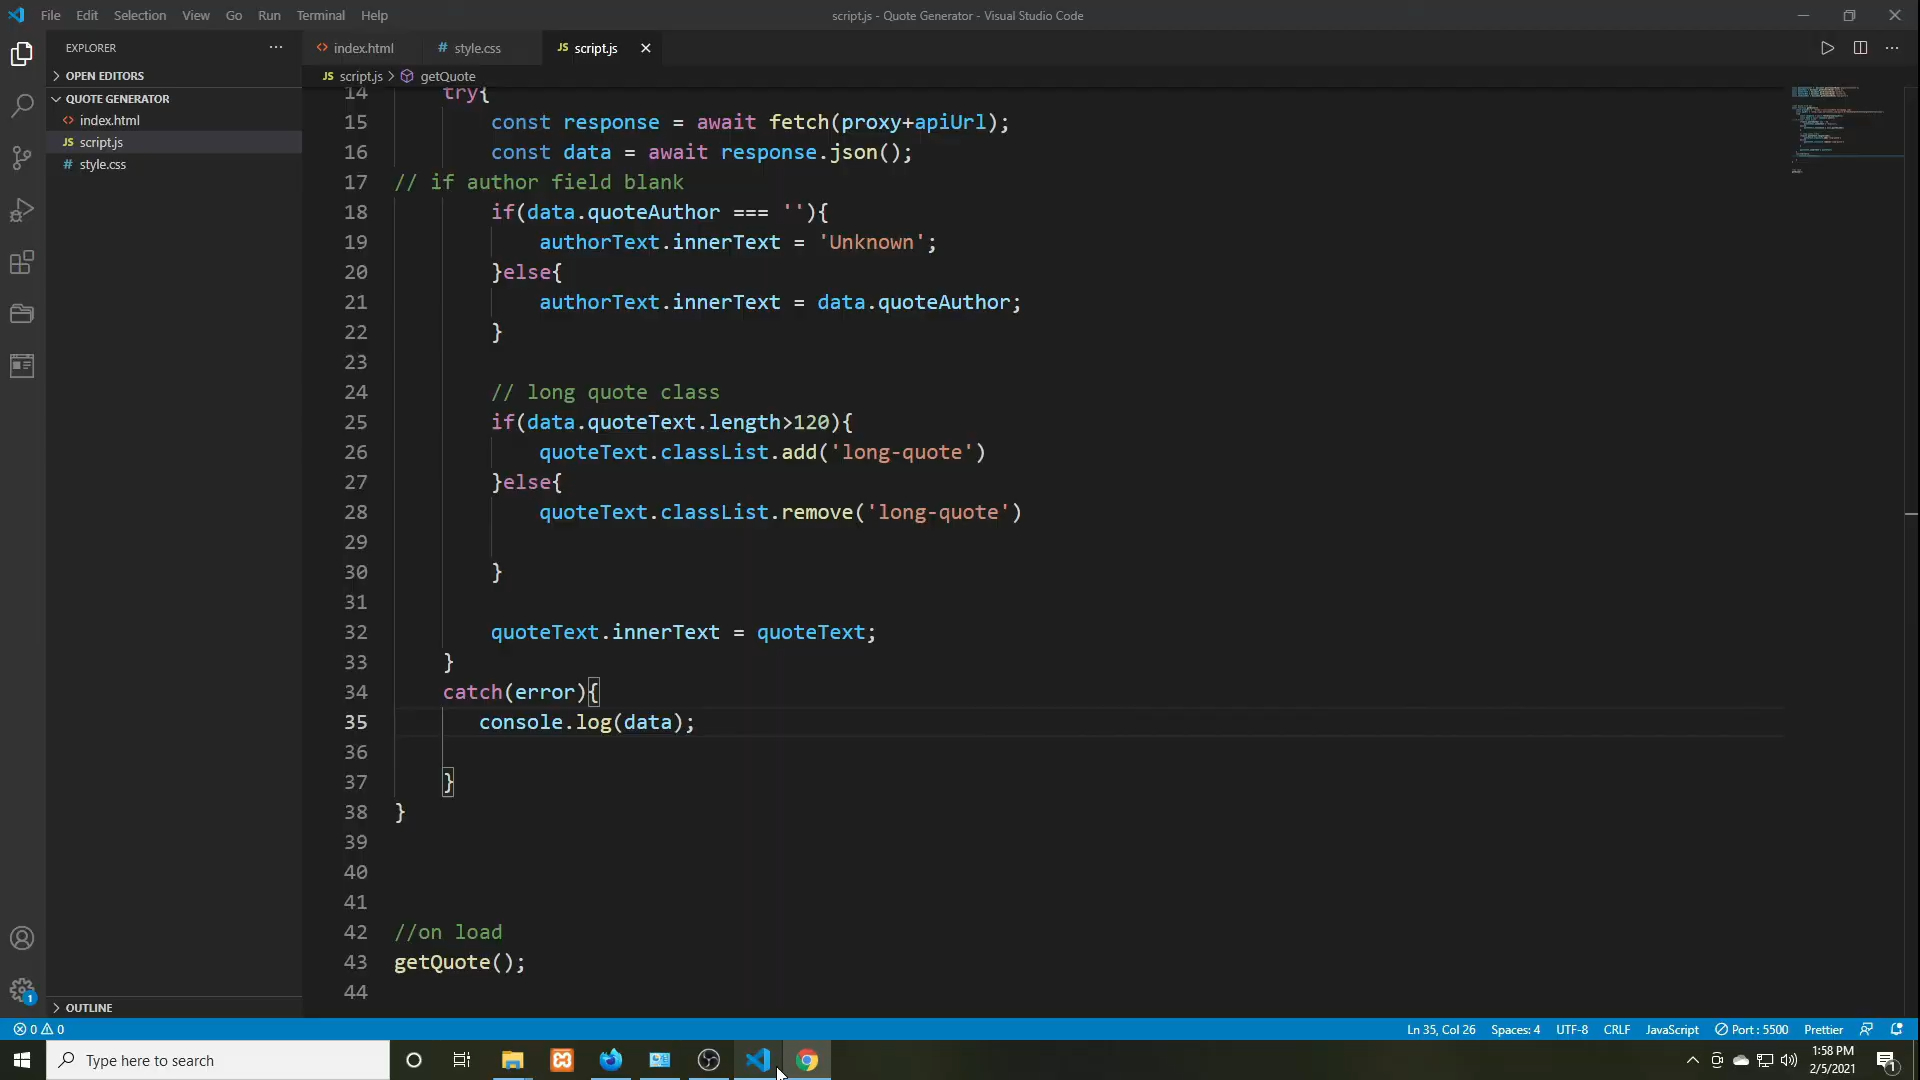 File Edit Selection View Go Run Terminal Help
script.js - Quote Generator - Visual Studio Code
EXPLORER ...
index.html # style.css JS script.js
OPEN EDITORS
JS script.js > getQuote
QUOTE GENERATOR
<> index.html
JS script.js
# style.css
14 try{
15 const response = await fetch(proxy+apiUrl);
16 const data = await response.json();
17 // if author field blank
18 if(data.quoteAuthor === ''){
19 authorText.innerText = 'Unknown';
20 }else{
21 authorText.innerText = data.quoteAuthor;
22 }
23
24 // long quote class
25 if(data.quoteText.length>120){
26 quoteText.classList.add('long-quote')
27 }else{
28 quoteText.classList.remove('long-quote')
29
30 }
31
32 quoteText.innerText = quoteText;
33 }
34 catch(error){
35 console.log(data);
36
37 }
38 }
39
40
41
42 //on load
43 getQuote();
44
OUTLINE
1
0 0
Ln 35, Col 26 Spaces: 4 UTF-8 CRLF JavaScript Port : 5500 Prettier
Type here to search
1:58 PM
2/5/2021
1